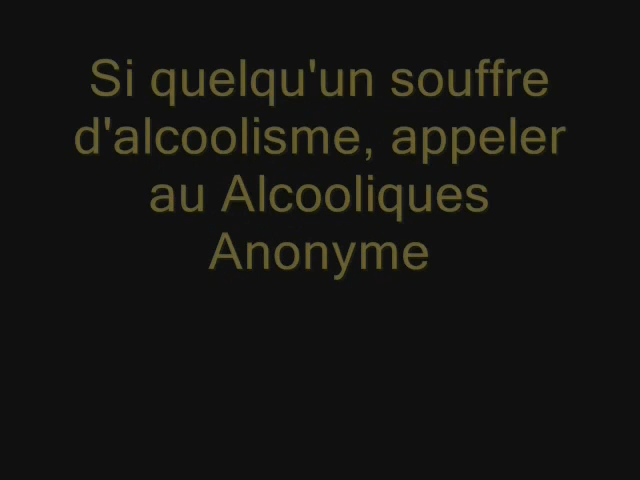 Si quelqu'un souffre
d'alcoolisme, appeler
au Alcooliques
Anonyme